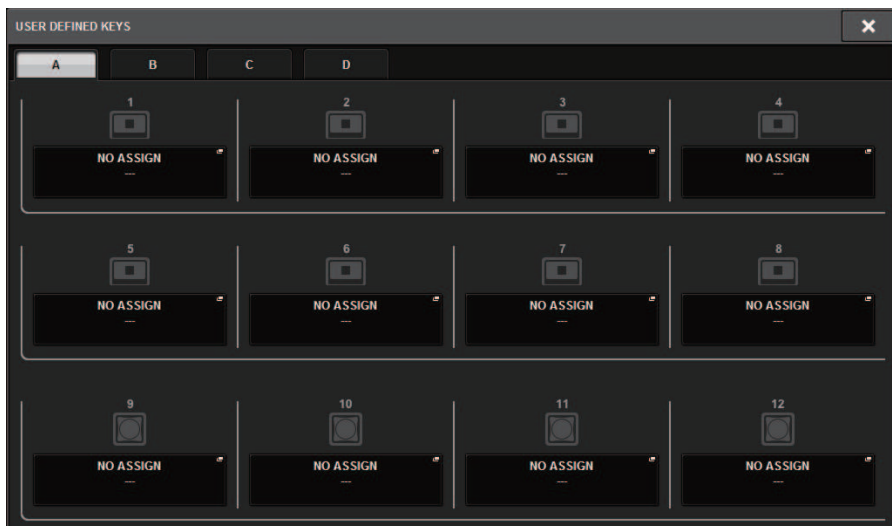 USER DEFINED KEYS
A B C D
1 2 3 4
NO ASSIGN NO ASSIGN NO ASSIGN NO ASSIGN
--- --- --- ---
5 6 7 8
NO ASSIGN NO ASSIGN NO ASSIGN NO ASSIGN
--- --- --- ---
9 10 11 12
NO ASSIGN NO ASSIGN NO ASSIGN NO ASSIGN
--- --- --- ---